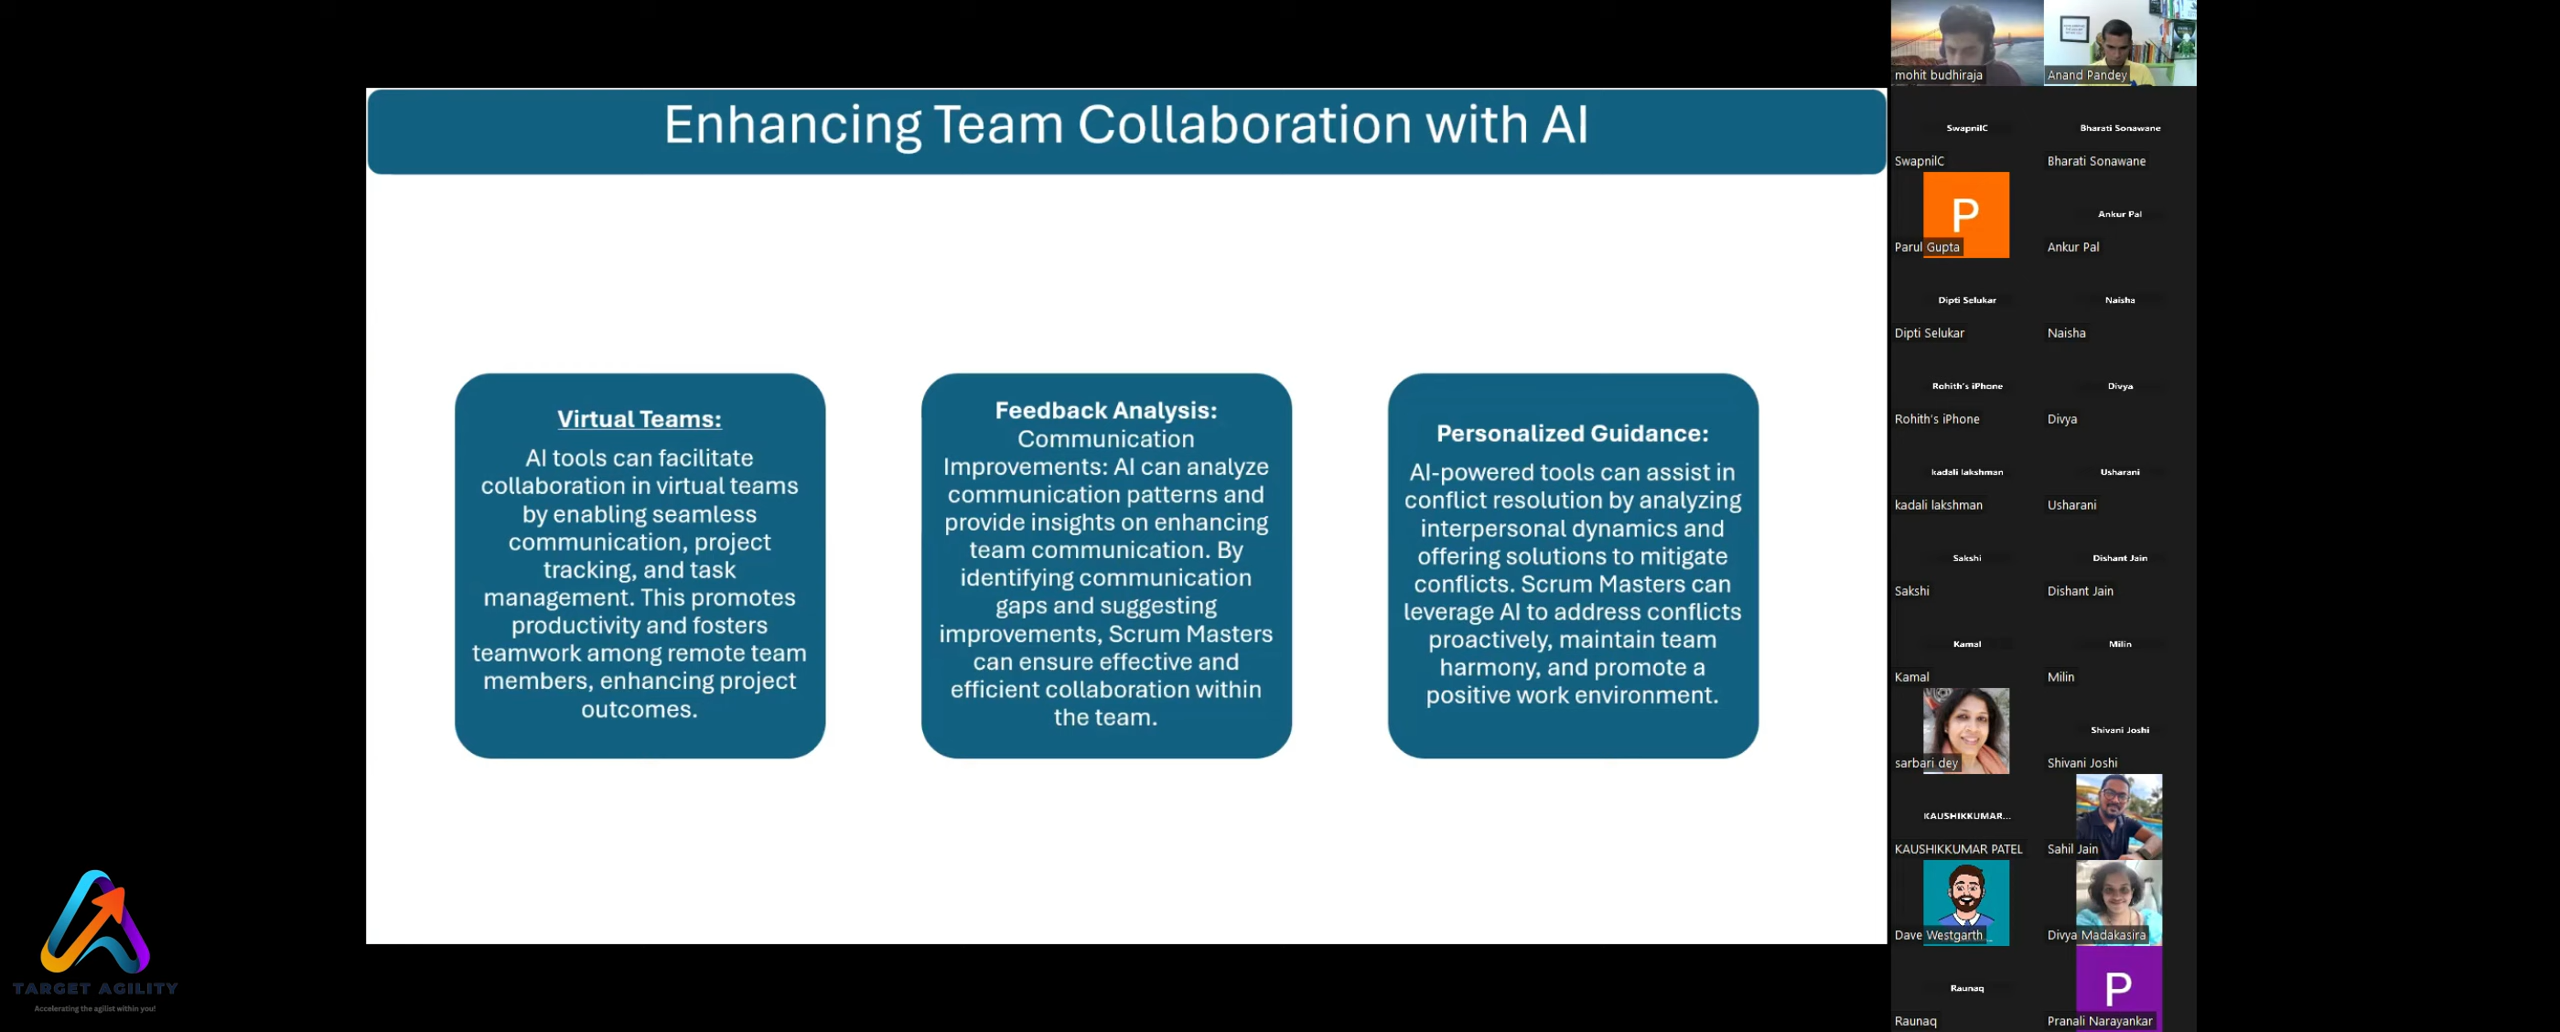 Enhancing Team Collaboration with AI
Virtual Teams:
AI tools can facilitate
collaboration in virtual teams
by enabling seamless
communication, project
tracking, and task
management. This promotes
productivity and fosters
teamwork among remote team
members, enhancing project
outcomes.
Feedback Analysis:
Communication
Improvements: AI can analyze
communication patterns and
provide insights on enhancing
team communication. By
identifying communication
gaps and suggesting
improvements, Scrum Masters
can ensure effective and
efficient collaboration within
the team.
Personalized Guidance:
AI-powered tools can assist in
conflict resolution by analyzing
interpersonal dynamics and
offering solutions to mitigate
conflicts. Scrum Masters can
leverage AI to address conflicts
proactively, maintain team
harmony, and promote a
positive work environment.
TARGET AGILITY
Accelerating the agilist within you!
mohit budhiraja
Anand Pandey
SwapnilC
Bharati Sonawane
SwapnilC
Bharati Sonawane
P
Ankur Pal
Parul Gupta
Ankur Pal
Dipti Selukar
Naisha
Dipti Selukar
Naisha
Rohith's iPhone
Divya
Rohith's iPhone
Divya
kadali lakshman
Usharani
kadali lakshman
Usharani
Sakshi
Dishant Jain
Sakshi
Dishant Jain
Kamal
Milin
Kamal
Milin
Shivani Joshi
sarbari dey
Shivani Joshi
KAUSHIKKUMAR...
KAUSHIKKUMAR PATEL
Sahil Jain
Dave Westgarth
Divya Madakasira
Raunaq
P
Raunaq
Pranali Narayankar